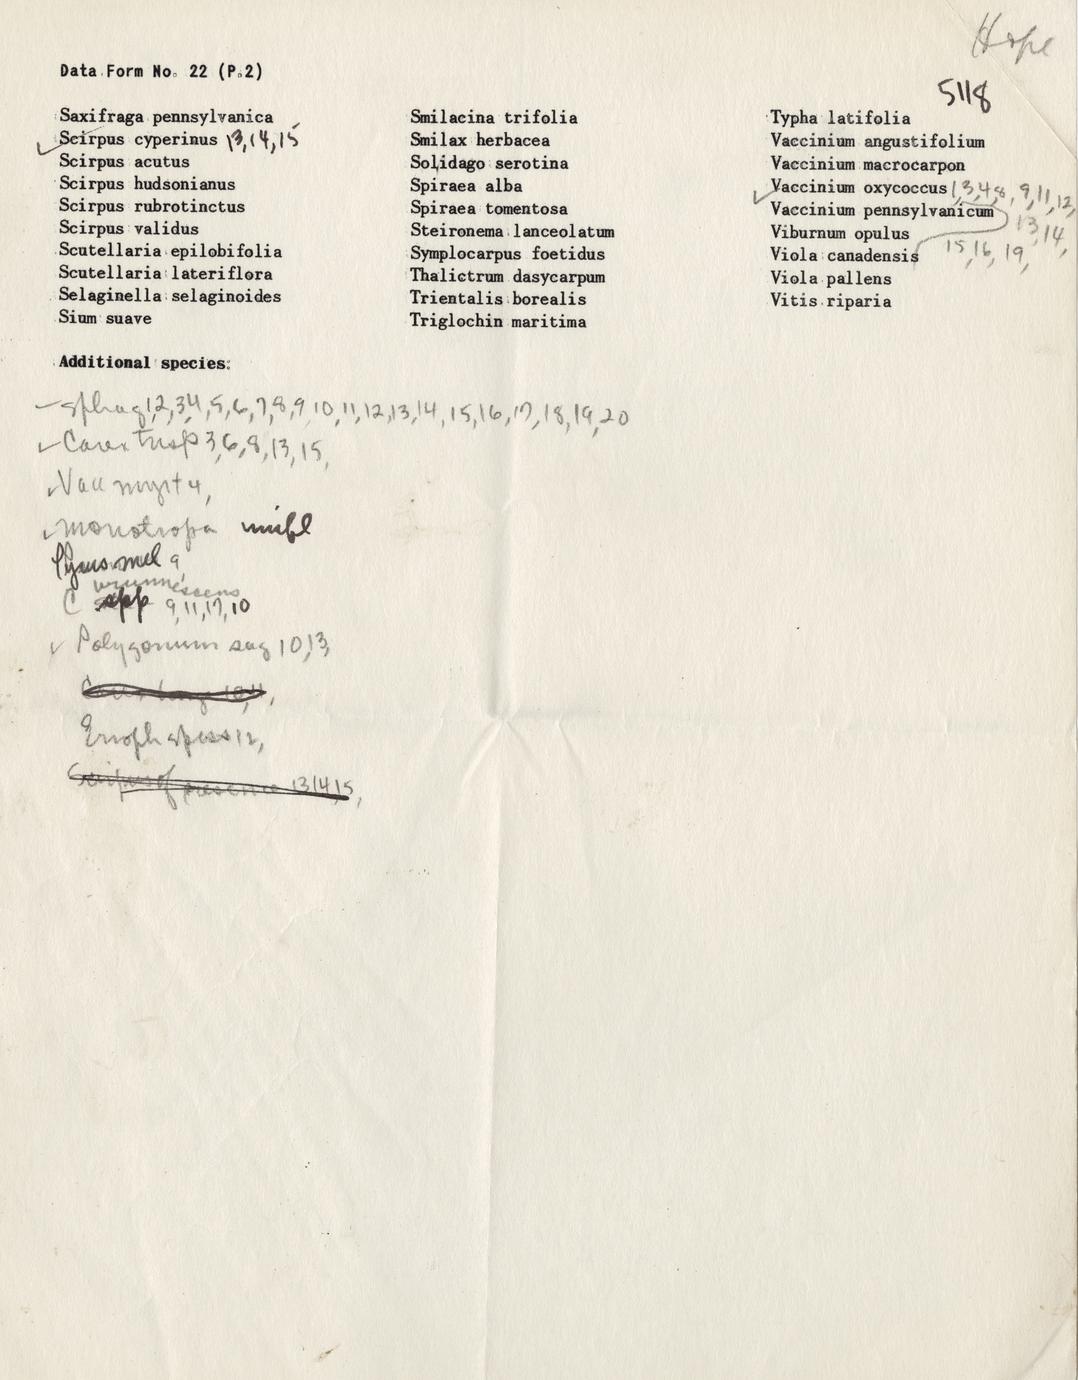 Hope
Data Form No. 22 (P.2)
5118
Saxifraga pennsylvanica
✓ Scirpus cyperinus 13,14,15
Scirpus acutus
Scirpus hudsonianus
Scirpus rubrotinctus
Scirpus validus
Scutellaria epilobifolia
Scutellaria lateriflora
Selaginella selaginoides
Sium suave
Smilacina trifolia
Smilax herbacea
Solidago serotina
Spiraea alba
Spiraea tomentosa
Steironema lanceolatum
Symplocarpus foetidus
Thalictrum dasycarpum
Trientalis borealis
Triglochin maritima
Typha latifolia
Vaccinium angustifolium
Vaccinium macrocarpon
✓ Vaccinium oxycoccus 1,3,4,8, 9,11,12,
Vaccinium pennsylvanicum 13,14,
Viburnum opulus
15,16, 19,
Viola canadensis
Viola pallens
Vitis riparia
Additional species:
✓ Sphag 1,2,3,4,5,6,7,8,9,10,11,12,13,14,15,16,17,18,19,20
✓ Carex trisp 3,6,8,13,15,
✓ Vacc myrt 4,
✓ monotropa unifl
mel 9,
C 9,11,17,10
✓ Polygonum sag 10,13,
Erioph spiss 12,
13,14,15,